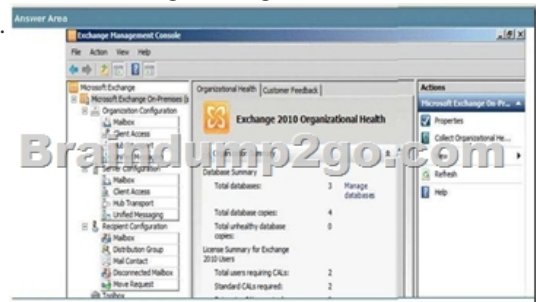 Answer Area
Exchange Management Console
File Action View Help
Microsoft Exchange
Microsoft Exchange On-Premises (
Organization Configuration
Mailbox
Client Access
Unified Messaging
Server Configuration
Mailbox
Client Access
Hub Transport
Unified Messaging
Recipient Configuration
Mailbox
Distribution Group
Mail Contact
Disconnected Mailbox
Move Request
Toolbox
Organizational Health
Customer Feedback
Exchange 2010 Organizational Health
Database Summary
Total databases: 3 Manage databases
Total database copies: 4
Total unhealthy database copies: 0
License Summary for Exchange 2010 Users
Total users requiring CALs: 2
Standard CALs required: 2
Actions
Microsoft Exchange On-Pr...
Properties
Collect Organizational He...
View
Refresh
Help
Braindump2go.com